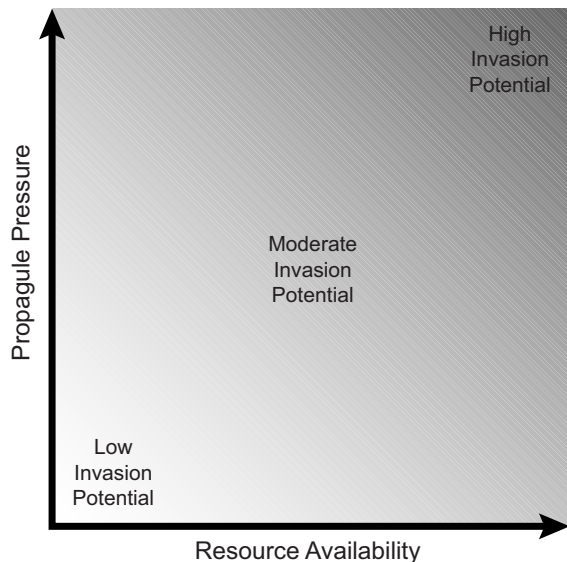 High
Invasion
Potential
Propagule Pressure
Moderate
Invasion
Potential
Low
Invasion
Potential
Resource Availability